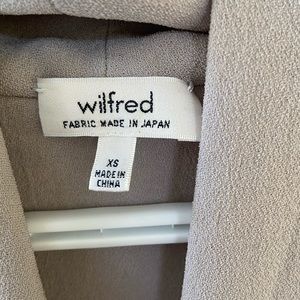 wilfred
FABRIC MADE IN JAPAN
XS
MADE IN
CHINA